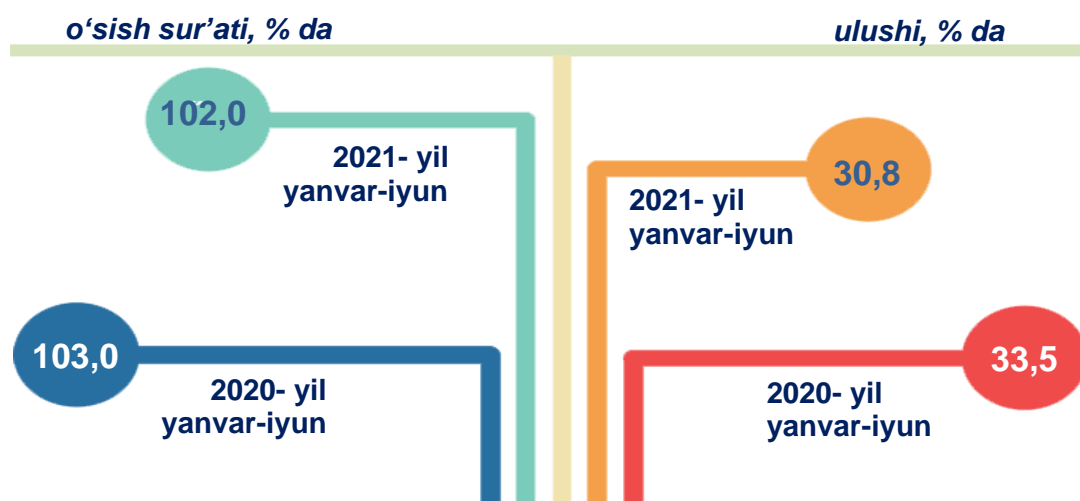 o‘sish sur’ati, % da
ulushi, % da
102,0
2021- yil
yanvar-iyun
30,8
2021- yil
yanvar-iyun
103,0
2020- yil
yanvar-iyun
33,5
2020- yil
yanvar-iyun